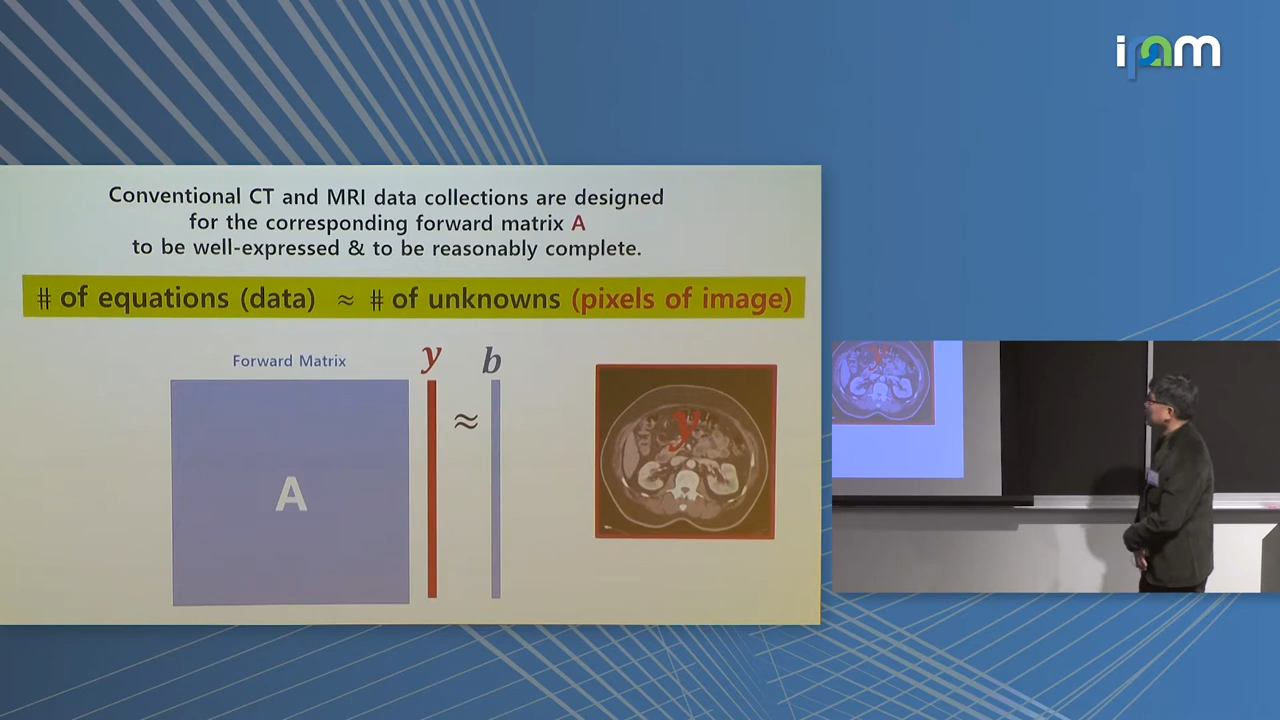 ipam
Conventional CT and MRI data collections are designed
for the corresponding forward matrix A
to be well-expressed & to be reasonably complete.
# of equations (data) ≈ # of unknowns (pixels of image)
Forward Matrix
y
b
≈
A
y